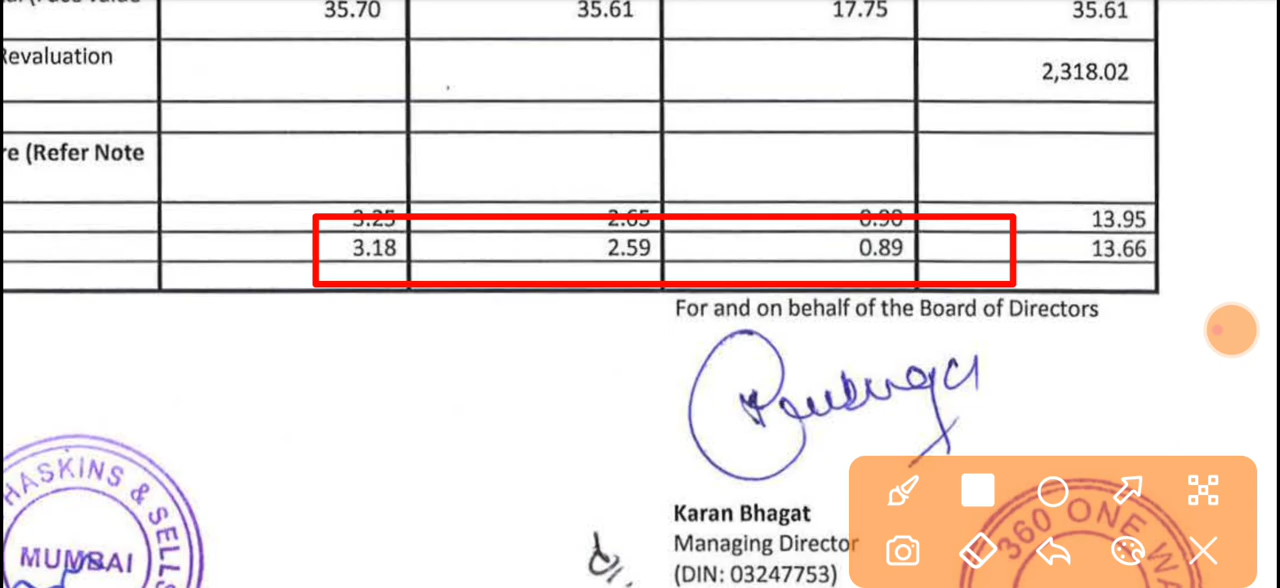 35.70 35.61 17.75 35.61
Revaluation
2,318.02
re (Refer Note
3.25 2.65 0.90 13.95
3.18 2.59 0.89 13.66
For and on behalf of the Board of Directors
Karan Bhagat
Managing Director
(DIN: 03247753)
HASKINS & SELLS
MUMBAI
360 ONE WA